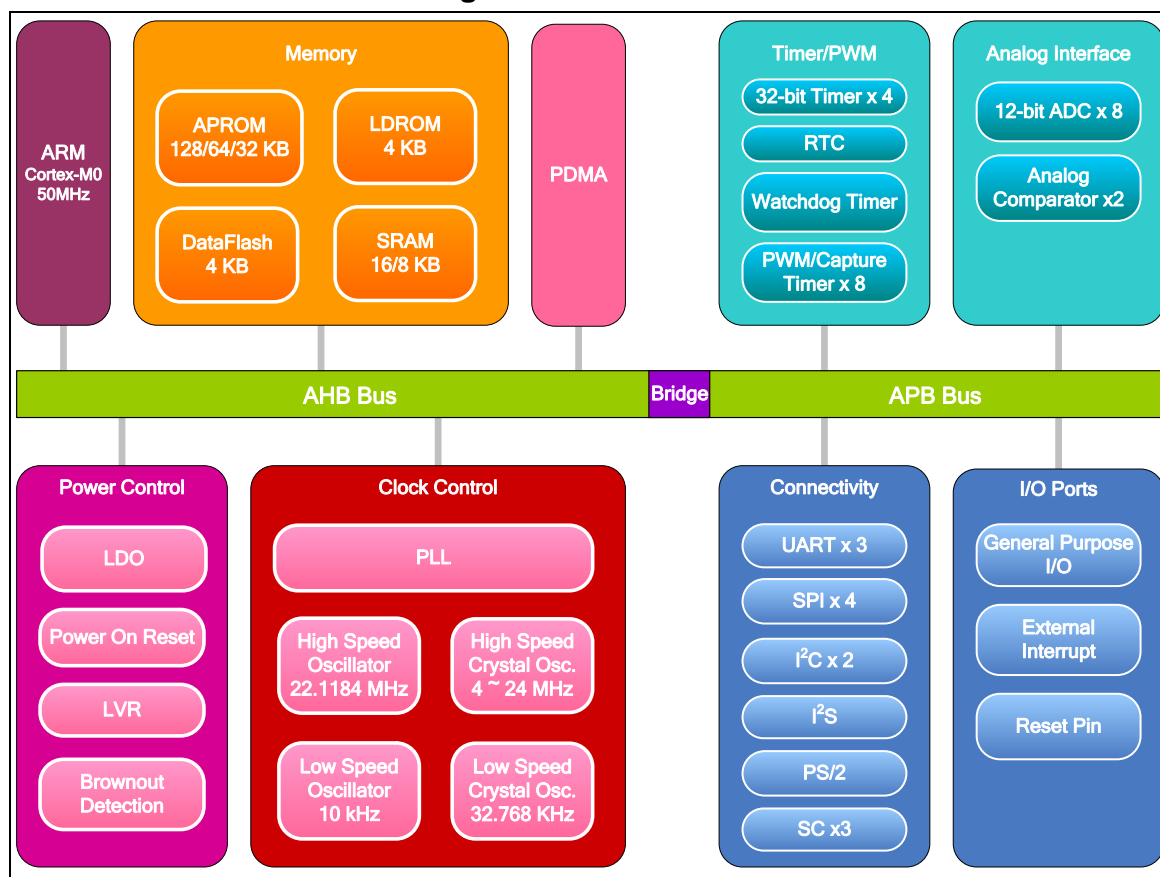 ARM
Cortex-M0
50MHz
Memory
APROM
128/64/32 KB
LDROM
4 KB
DataFlash
4 KB
SRAM
16/8 KB
PDMA
Timer/PWM
32-bit Timer x 4
RTC
Watchdog Timer
PWM/Capture
Timer x 8
Analog Interface
12-bit ADC x 8
Analog
Comparator x2
AHB Bus
Bridge
APB Bus
Power Control
LDO
Power On Reset
LVR
Brownout
Detection
Clock Control
PLL
High Speed
Oscillator
22.1184 MHz
High Speed
Crystal Osc.
4 ~ 24 MHz
Low Speed
Oscillator
10 kHz
Low Speed
Crystal Osc.
32.768 KHz
Connectivity
UART x 3
SPI x 4
I²C x 2
I²S
PS/2
SC x3
I/O Ports
General Purpose
I/O
External
Interrupt
Reset Pin